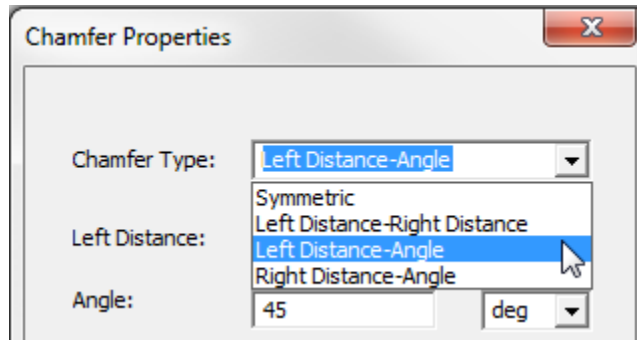 Chamfer Properties
Chamfer Type: Left Distance-Angle
Symmetric
Left Distance-Right Distance
Left Distance: Left Distance-Angle
Right Distance-Angle
Angle: 45 deg